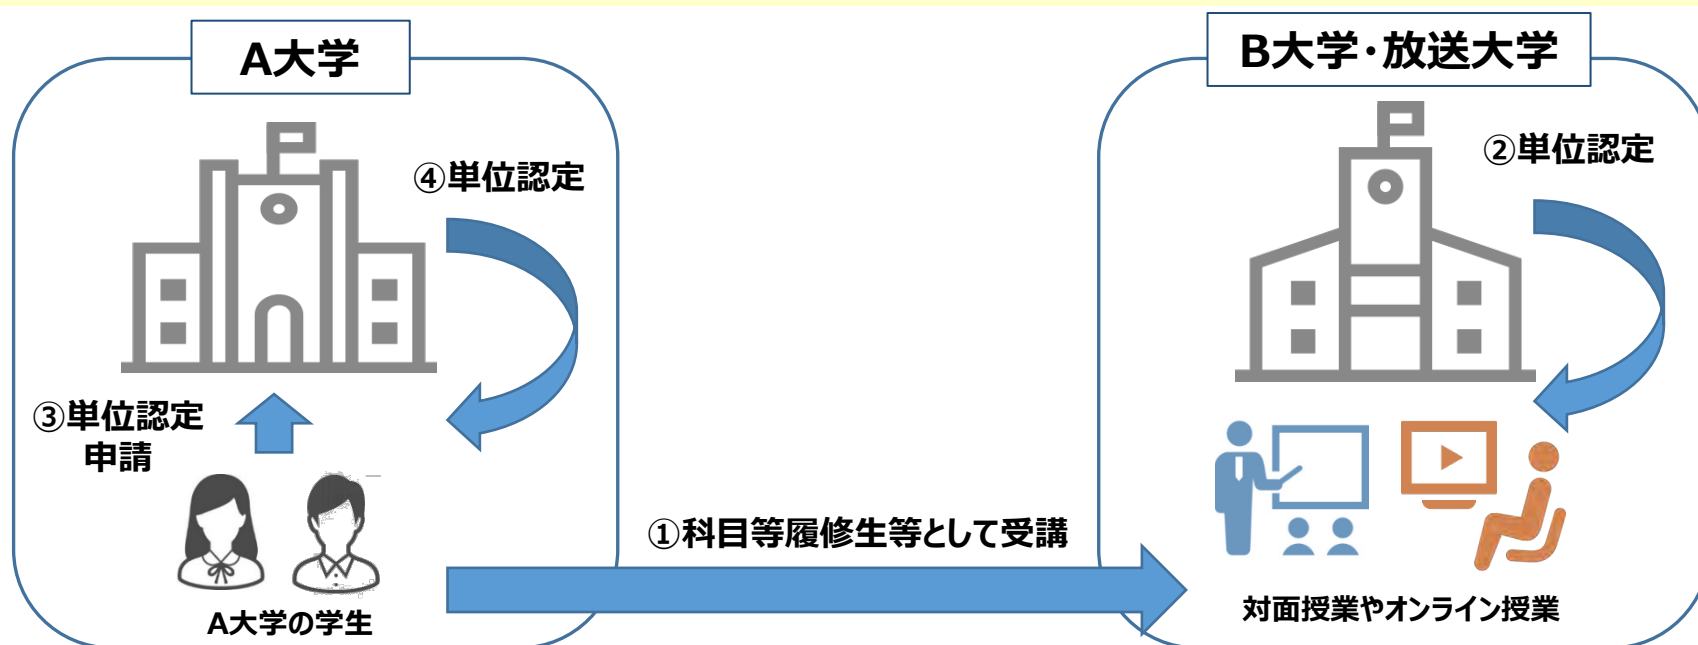 A大学
④単位認定
③単位認定
申請
A大学の学生
①科目等履修生等として受講
B大学・放送大学
②単位認定
対面授業やオンライン授業